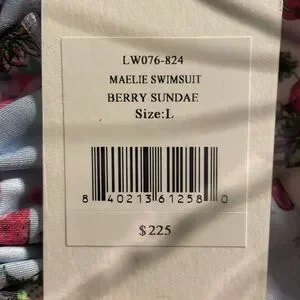 LW076-824
MAELIE SWIMSUIT
BERRY SUNDAE
Size:L
8 40213 61258 0
$225